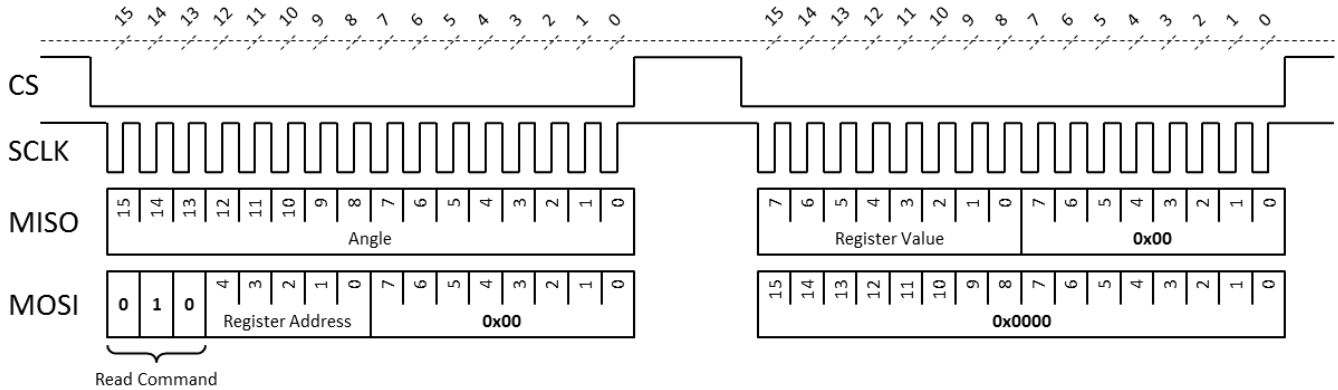 15 14 13 12 11 10 9 8 7 6 5 4 3 2 1 0 15 14 13 12 11 10 9 8 7 6 5 4 3 2 1 0
CS
SCLK
MISO 15 14 13 12 11 10 9 8 7 6 5 4 3 2 1 0 7 6 5 4 3 2 1 0 7 6 5 4 3 2 1 0
Angle Register Value 0x00
MOSI 0 1 0 4 3 2 1 0 7 6 5 4 3 2 1 0 15 14 13 12 11 10 9 8 7 6 5 4 3 2 1 0
Register Address 0x00 0x0000
Read Command